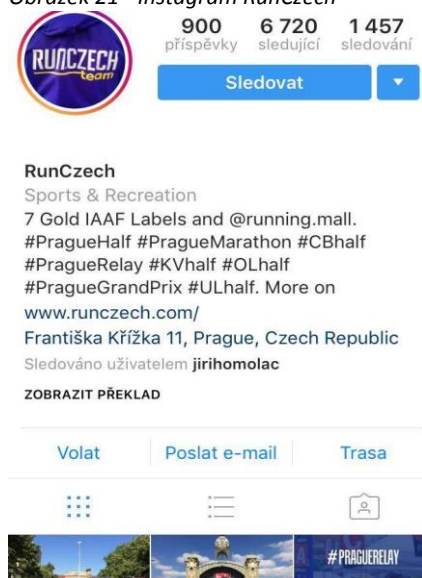 Obrázek 21 - Instagram RunCzech
900 6 720 1 457
příspěvky sledující sledování
RUNCZECH
team
Sledovat
RunCzech
Sports & Recreation
7 Gold IAAF Labels and @running.mall.
#PragueHalf #PragueMarathon #CBhalf
#PragueRelay #KVhalf #OLhalf
#PragueGrandPrix #ULhalf. More on
www.runczech.com/
Františka Křížka 11, Prague, Czech Republic
Sledováno uživatelem jirihomolac
ZOBRAZIT PŘEKLAD
Volat Poslat e-mail Trasa
#PRAGUERELAY